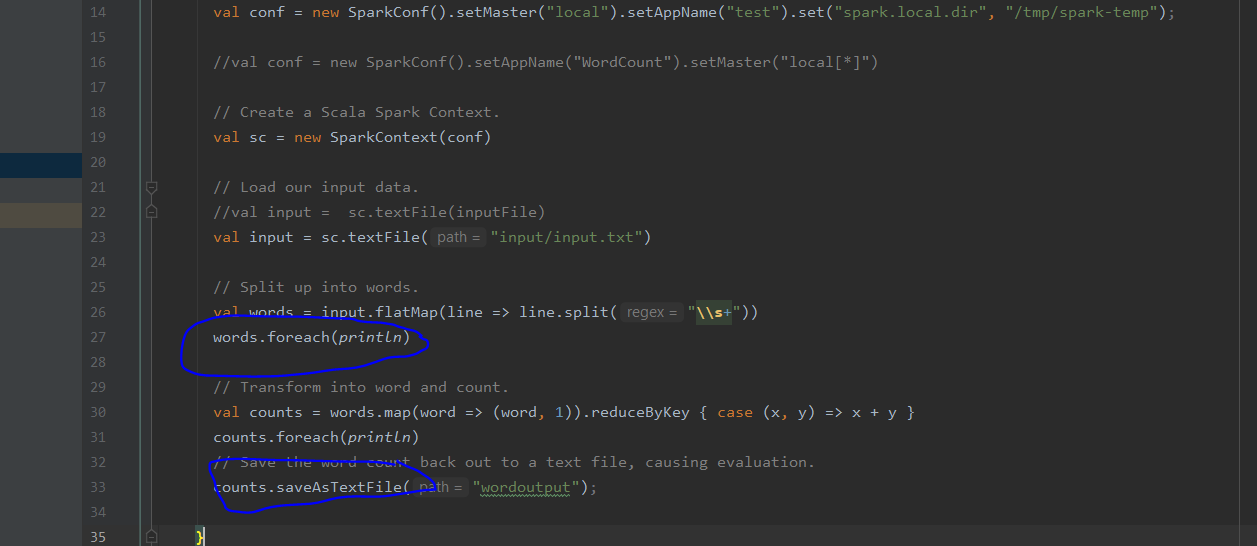 14 val conf = new SparkConf().setMaster("local").setAppName("test").set("spark.local.dir", "/tmp/spark-temp");
15
16 //val conf = new SparkConf().setAppName("WordCount").setMaster("local[*]")
17
18 // Create a Scala Spark Context.
19 val sc = new SparkContext(conf)
20
21 // Load our input data.
22 //val input =  sc.textFile(inputFile)
23 val input = sc.textFile( path = "input/input.txt")
24
25 // Split up into words.
26 val words = input.flatMap(line => line.split( regex = "\\s+"))
27 words.foreach(println)
28
29 // Transform into word and count.
30 val counts = words.map(word => (word, 1)).reduceByKey { case (x, y) => x + y }
31 counts.foreach(println)
32 // Save the word count back out to a text file, causing evaluation.
33 counts.saveAsTextFile( path = "wordoutput");
34
35 }